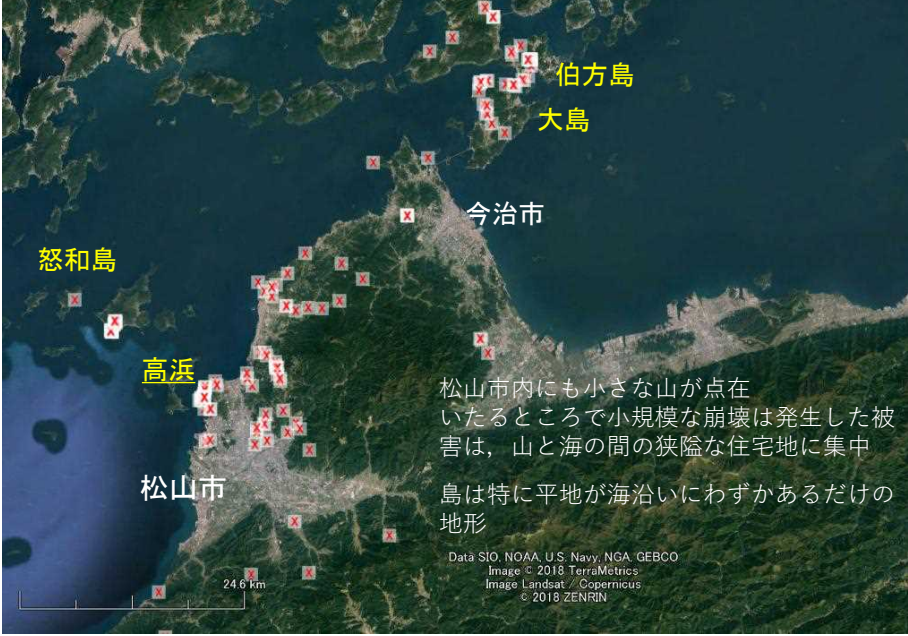 伯方島
大島
今治市
怒和島
高浜
松山市内にも小さな山が点在
いたるところで小規模な崩壊は発生した被
害は，山と海の間の狭隘な住宅地に集中
松山市
島は特に平地が海沿いにわずかあるだけの
地形
Data SIO, NOAA, U.S. Navy, NGA, GEBCO
Image © 2018 TerraMetrics
Image Landsat / Copernicus
© 2018 ZENRIN
24.6 km